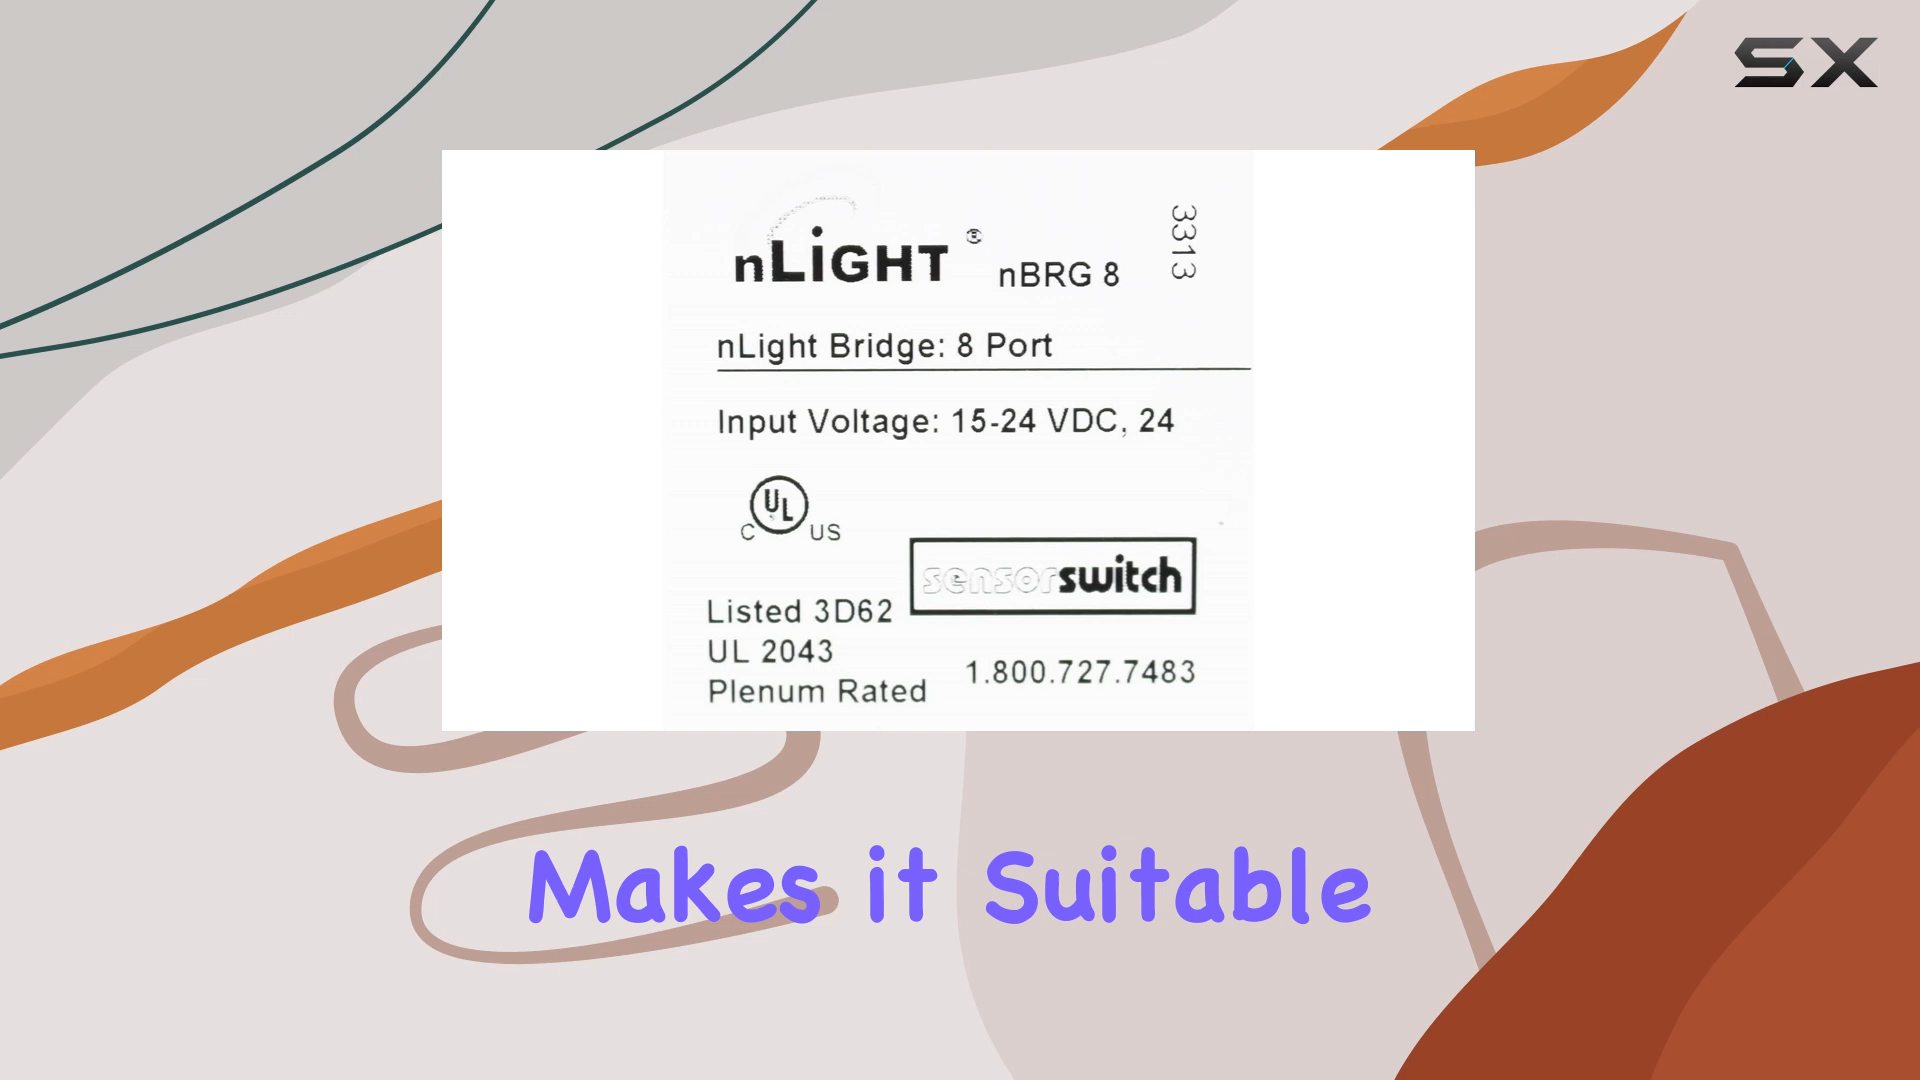 SX
nLiGHT ® nBRG 8
3313
nLight Bridge: 8 Port
Input Voltage: 15-24 VDC, 24
C UL US
sensorswitch
Listed 3D62
UL 2043
1.800.727.7483
Plenum Rated
Makes it Suitable